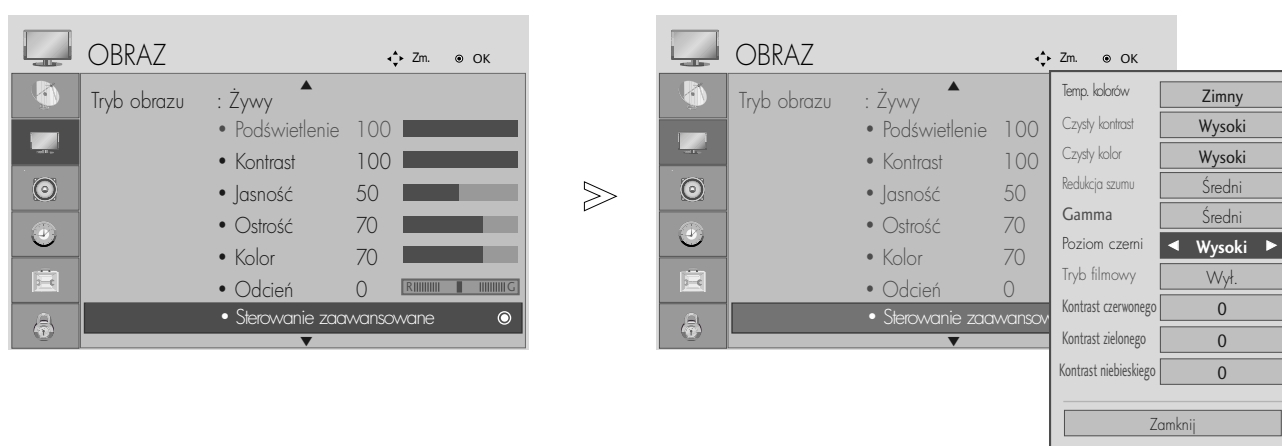 OBRAZ
Zm. OK
Tryb obrazu : Żywy
• Podświetlenie 100
• Kontrast 100
• Jasność 50
• Ostrość 70
• Kolor 70
• Odcień 0 R G
• Sterowanie zaawansowane
OBRAZ
Zm. OK
Tryb obrazu : Żywy
• Podświetlenie 100
• Kontrast 100
• Jasność 50
• Ostrość 70
• Kolor 70
• Odcień 0
• Sterowanie zaawansow
Temp. kolorów Zimny
Czysty kontrast Wysoki
Czysty kolor Wysoki
Redukcja szumu Średni
Gamma Średni
Poziom czerni ◄ Wysoki ►
Tryb filmowy Wył.
Kontrast czerwonego 0
Kontrast zielonego 0
Kontrast niebieskiego 0
Zamknij